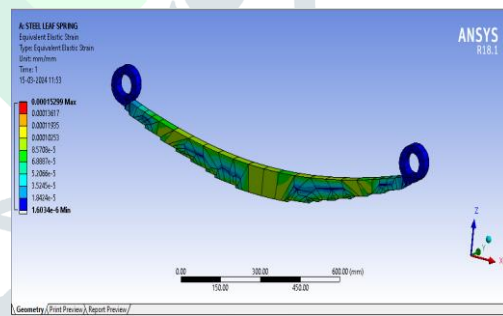 A: STEEL LEAF SPRING
Equivalent Elastic Strain
Type: Equivalent Elastic Strain
Unit: mm/mm
Time: 1
15-03-2024 11:53
ANSYS
R18.1
0.00015299 Max
0.00013617
0.00011935
0.00010253
8.5708e-5
6.8887e-5
5.2066e-5
3.5245e-5
1.8424e-5
1.6034e-6 Min
0.00 300.00 600.00 (mm)
150.00 450.00
Z
Y
X
Geometry Print Preview Report Preview